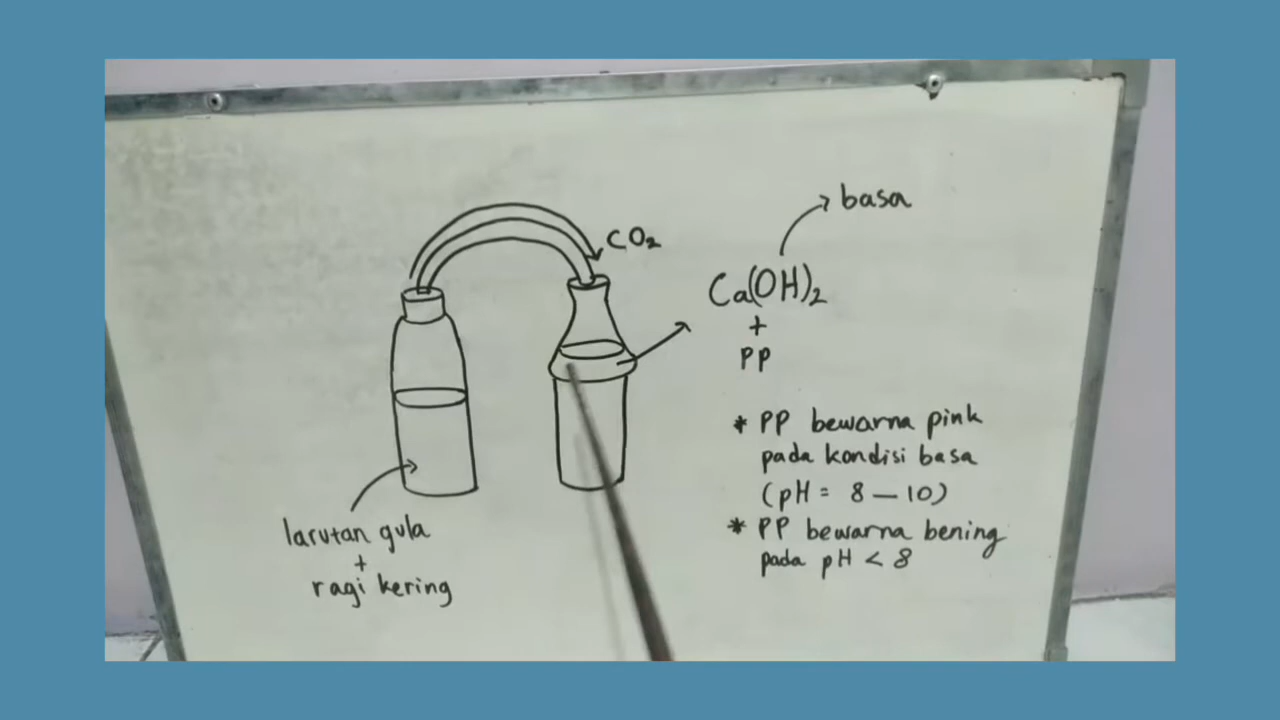 CO₂
basa
Ca(OH)₂
+
PP
larutan gula
+
ragi kering
* PP bewarna pink
pada kondisi basa
(pH = 8 – 10)
* PP bewarna bening
pada pH < 8